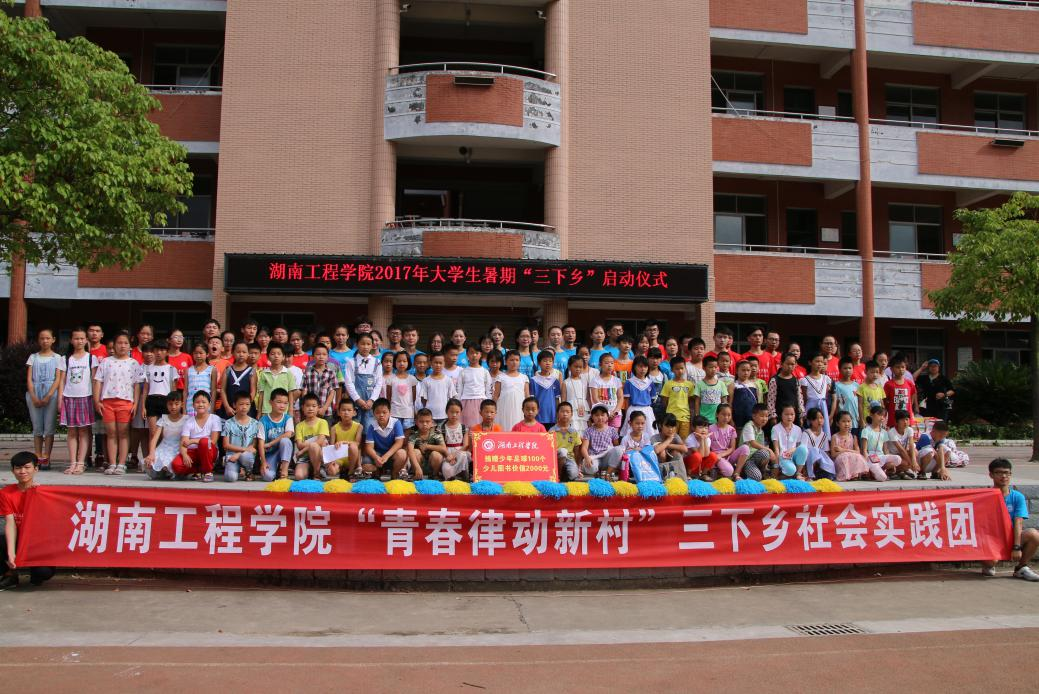 湖南工程学院2017年大学生暑期“三下乡”启动仪式
湖南工程学院
捐赠少年足球100个
少儿图书价值2000元
湖南工程学院“青春律动新村”三下乡社会实践团